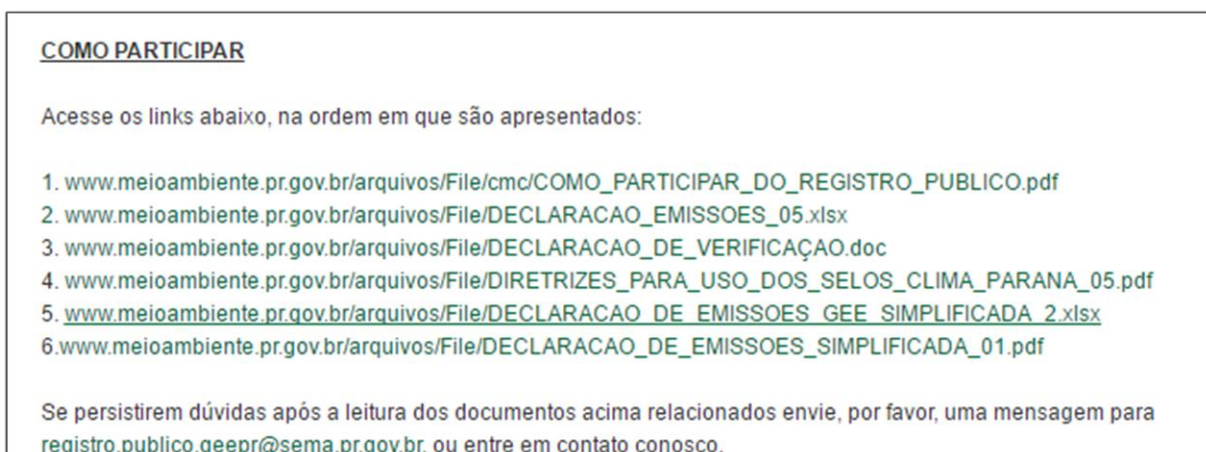 COMO PARTICIPAR
Acesse os links abaixo, na ordem em que são apresentados:
1. www.meioambiente.pr.gov.br/arquivos/File/cmc/COMO_PARTICIPAR_DO_REGISTRO_PUBLICO.pdf
2. www.meioambiente.pr.gov.br/arquivos/File/DECLARACAO_EMISSOES_05.xlsx
3. www.meioambiente.pr.gov.br/arquivos/File/DECLARACAO_DE_VERIFICAÇAO.doc
4. www.meioambiente.pr.gov.br/arquivos/File/DIRETRIZES_PARA_USO_DOS_SELOS_CLIMA_PARANA_05.pdf
5. www.meioambiente.pr.gov.br/arquivos/File/DECLARACAO_DE_EMISSOES_GEE_SIMPLIFICADA_2.xlsx
6.www.meioambiente.pr.gov.br/arquivos/File/DECLARACAO_DE_EMISSOES_SIMPLIFICADA_01.pdf
Se persistirem dúvidas após a leitura dos documentos acima relacionados envie, por favor, uma mensagem para
registro.publico.geepr@sema.pr.gov.br, ou entre em contato conosco.